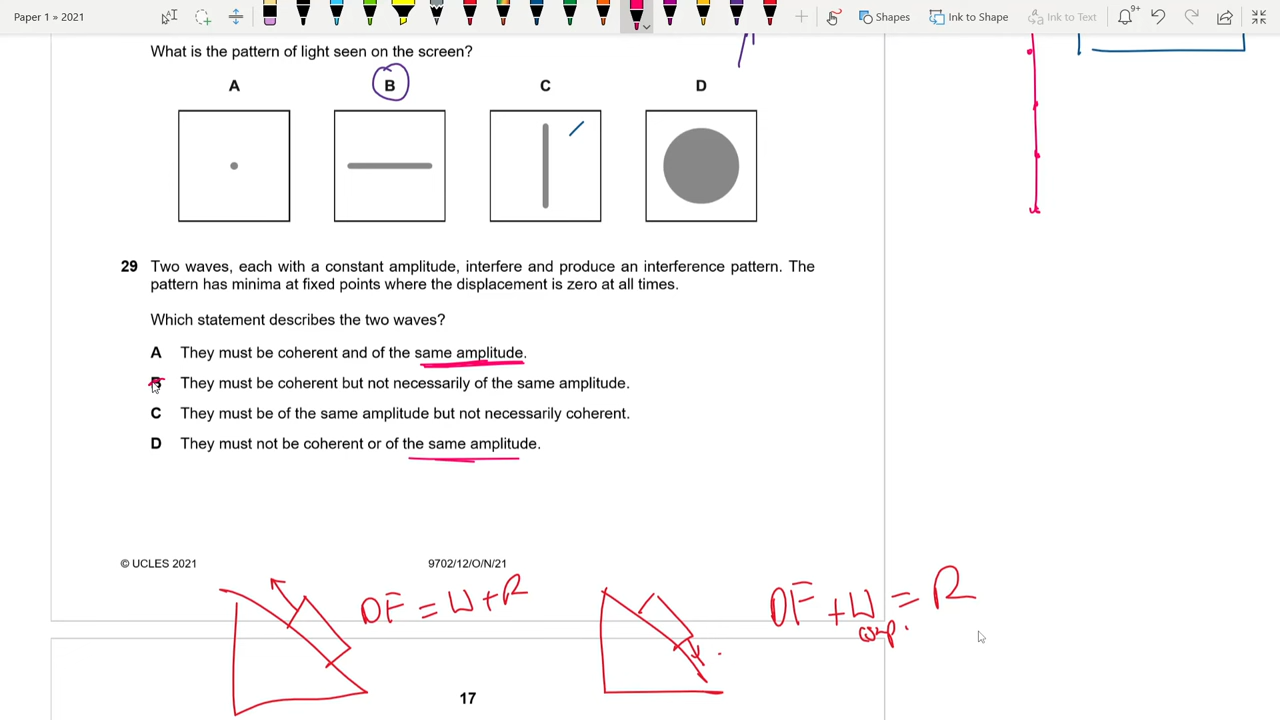 Paper 1 » 2021
Shapes
Ink to Shape
Ink to Text
9+
What is the pattern of light seen on the screen?
A B C D
29 Two waves, each with a constant amplitude, interfere and produce an interference pattern. The
pattern has minima at fixed points where the displacement is zero at all times.
Which statement describes the two waves?
A They must be coherent and of the same amplitude.
B They must be coherent but not necessarily of the same amplitude.
C They must be of the same amplitude but not necessarily coherent.
D They must not be coherent or of the same amplitude.
© UCLES 2021 9702/12/O/N/21
DF = W + R
DF + W = R
comp.
17